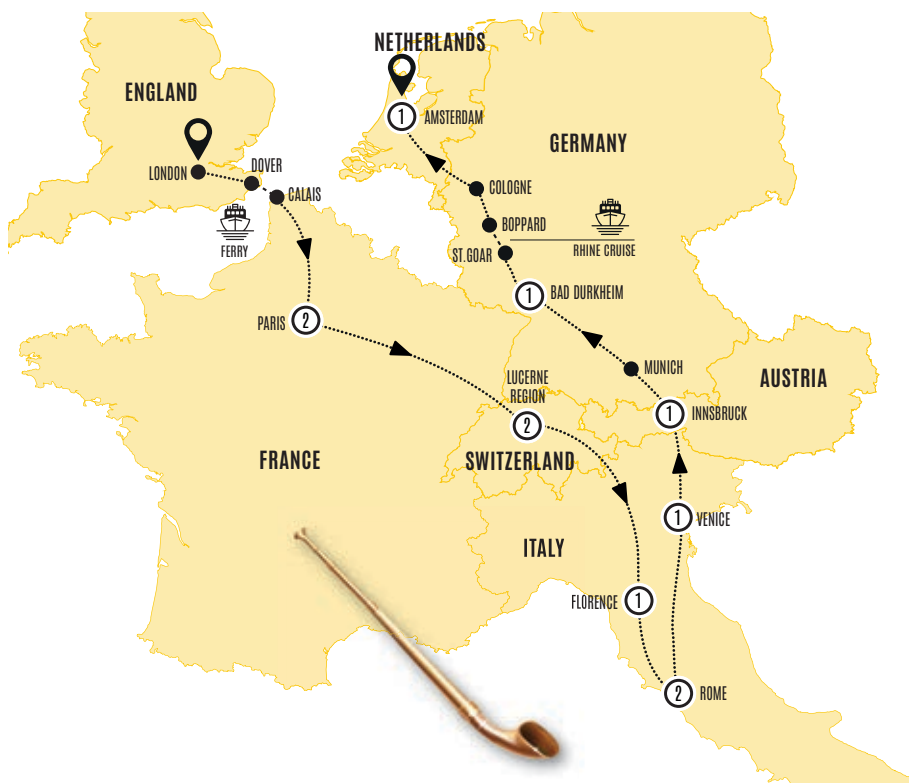 NETHERLANDS
ENGLAND
1
AMSTERDAM
GERMANY
LONDON
DOVER
CALAIS
COLOGNE
BOPPARD
FERRY
ST.GOAR
RHINE CRUISE
1
BAD DURKHEIM
PARIS
2
MUNICH
AUSTRIA
LUCERNE
REGION
2
1
INNSBRUCK
FRANCE
SWITZERLAND
1
VENICE
ITALY
FLORENCE
1
2
ROME